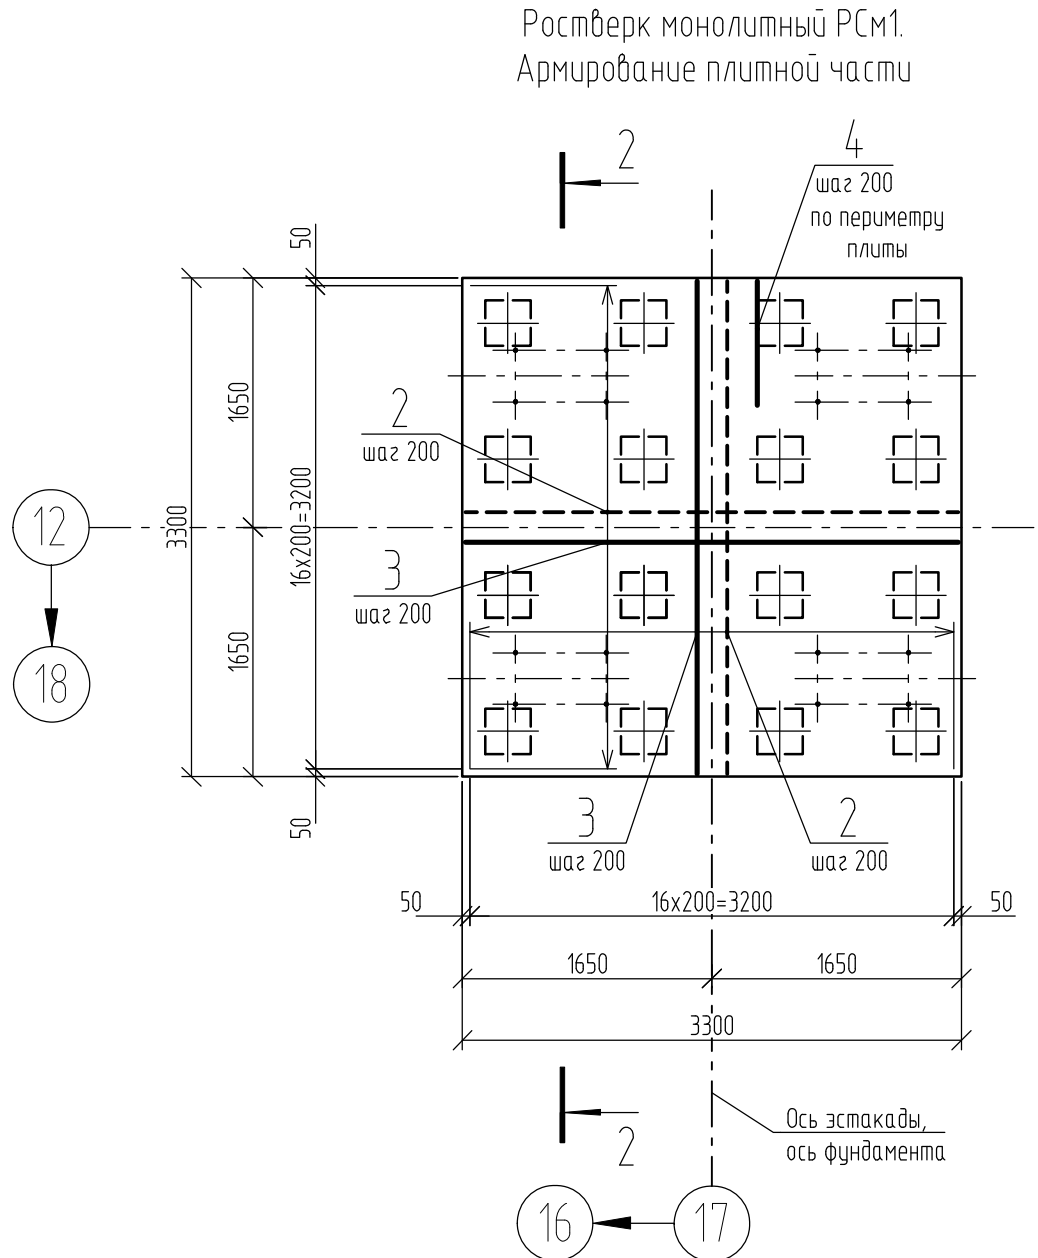 Ростверк монолитный РСм1.
Армирование плитной части
2
4
шаг 200
по периметру
плиты
50
1650
3300
16х200=3200
1650
50
2
шаг 200
3
шаг 200
12
18
3
шаг 200
2
шаг 200
50
16х200=3200
50
1650
1650
3300
Ось эстакады,
ось фундамента
2
16
17